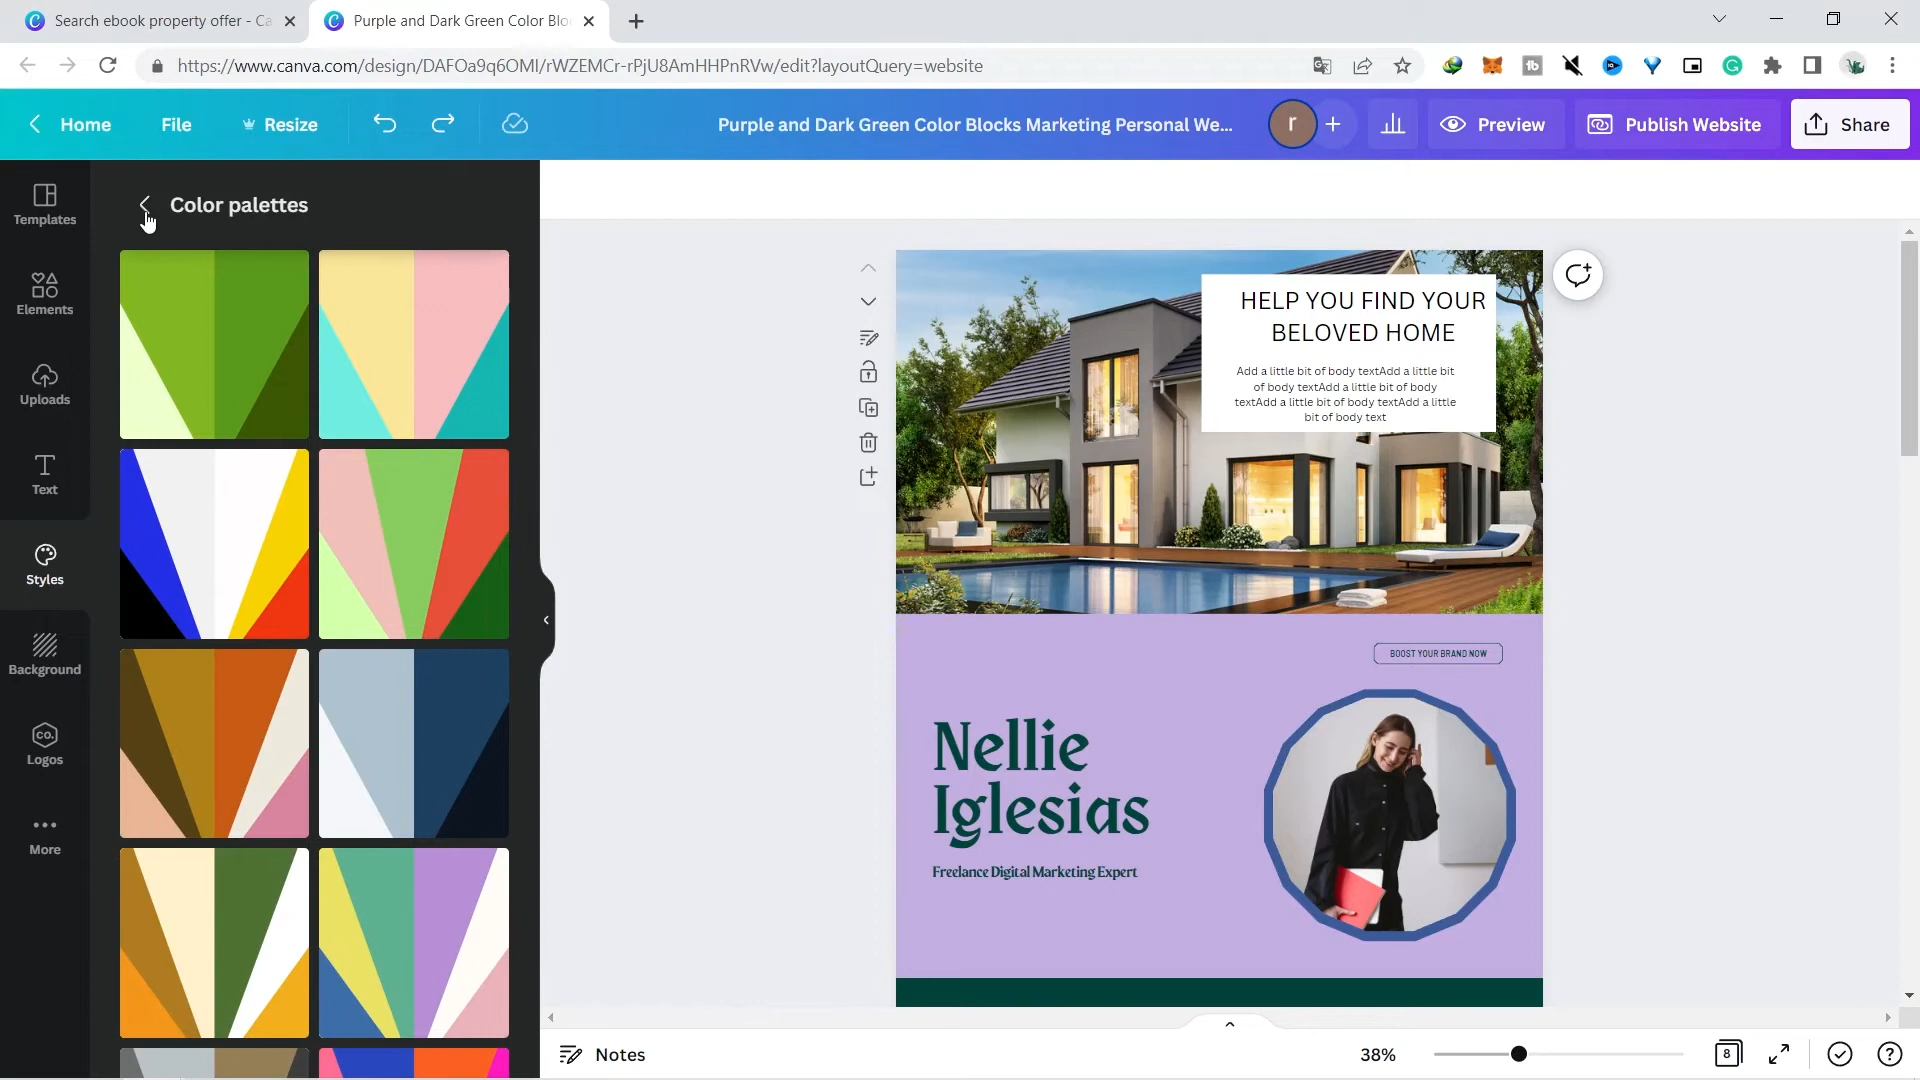 Search ebook property offer - Ca
Purple and Dark Green Color Blo
https://www.canva.com/design/DAFOa9q6OMI/rWZEMCr-rPjU8AmHHPnRVw/edit?layoutQuery=website
Home
File
Resize
Purple and Dark Green Color Blocks Marketing Personal We...
r
Preview
Publish Website
Share
Templates
Elements
Uploads
Text
Styles
Background
co.
Logos
More
Color palettes
HELP YOU FIND YOUR
BELOVED HOME
Add a little bit of body textAdd a little bit
of body textAdd a little bit of body
textAdd a little bit of body textAdd a little
bit of body text
BOOST YOUR BRAND NOW
Nellie
Iglesias
Freelance Digital Marketing Expert
Notes
38%
8